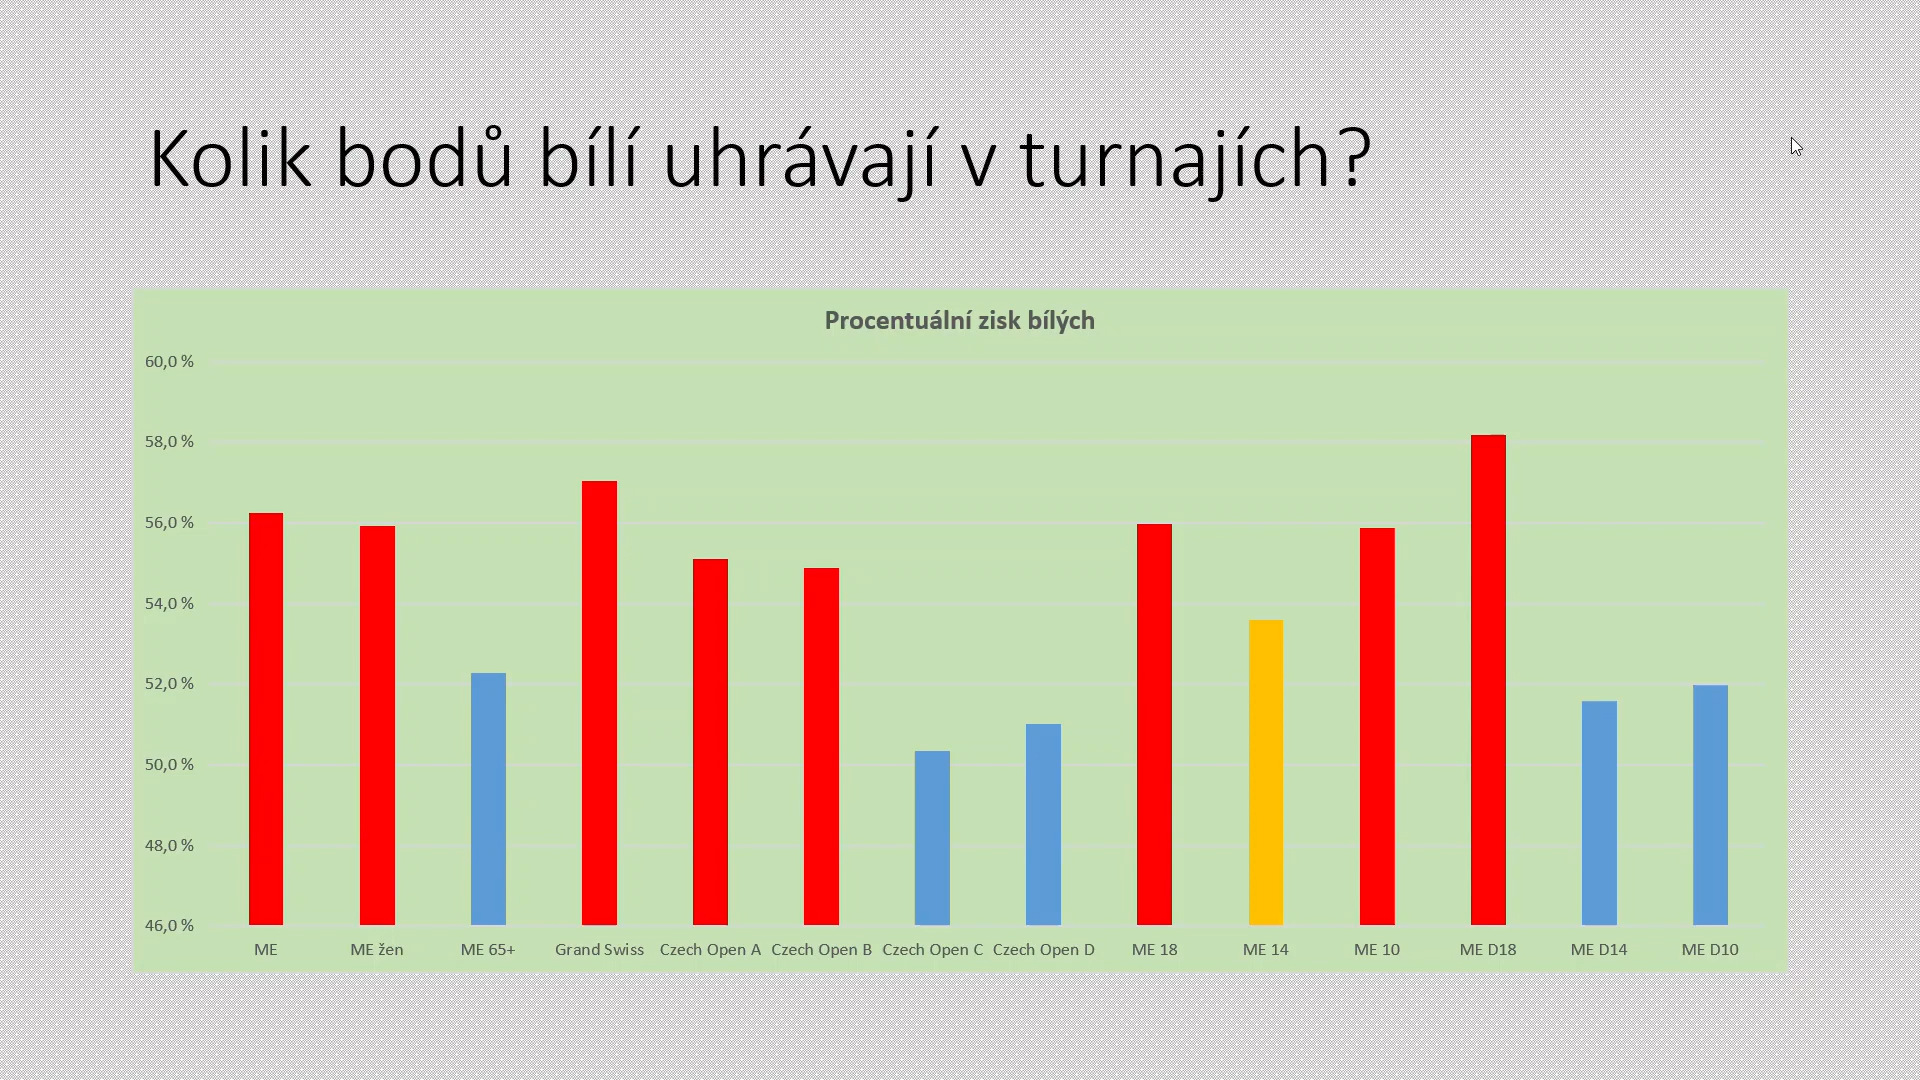 Kolik bodů bílí uhrávají v turnajích?
Procentuální zisk bílých
60,0 %
58,0 %
56,0 %
54,0 %
52,0 %
50,0 %
48,0 %
46,0 %
ME ME žen ME 65+ Grand Swiss Czech Open A Czech Open B Czech Open C Czech Open D ME 18 ME 14 ME 10 ME D18 ME D14 ME D10